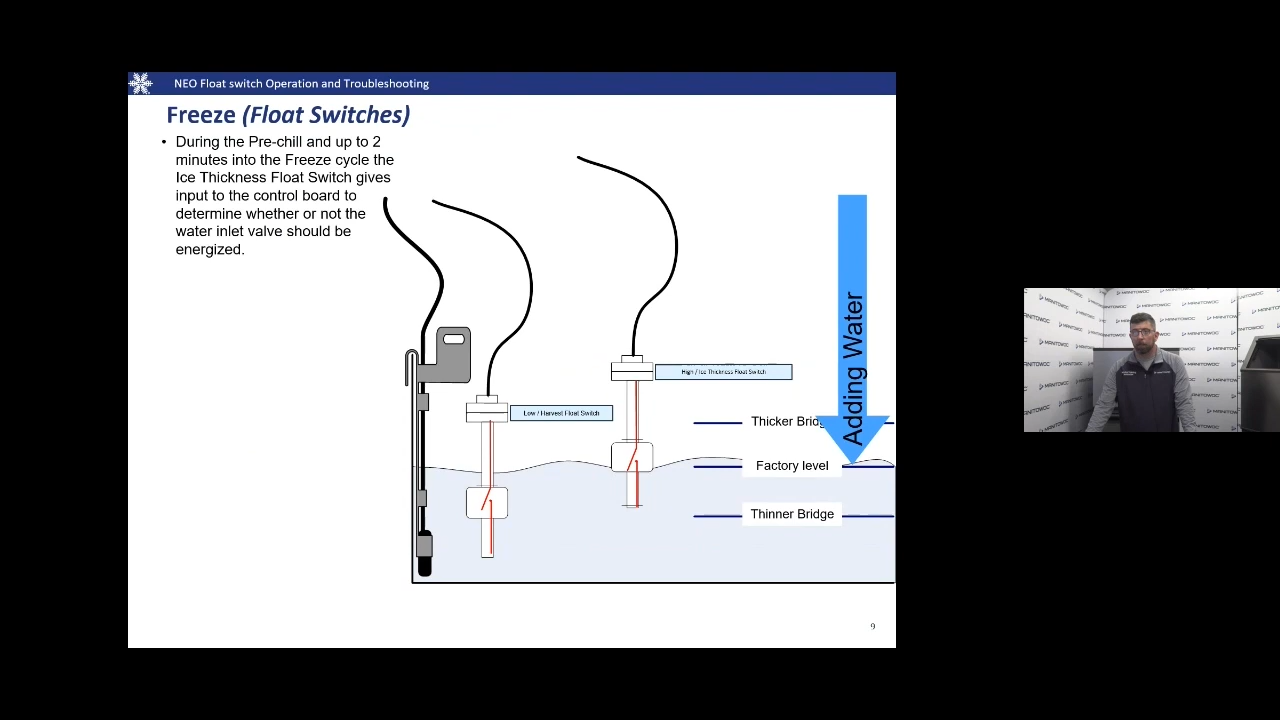 NEO Float switch Operation and Troubleshooting
Freeze (Float Switches)
• During the Pre-chill and up to 2
minutes into the Freeze cycle the
Ice Thickness Float Switch gives
input to the control board to
determine whether or not the
water inlet valve should be
energized.
High / Ice Thickness Float Switch
Low / Harvest Float Switch
Adding Water
Thicker Bridg
Factory level
Thinner Bridge
9
MANITOWOC